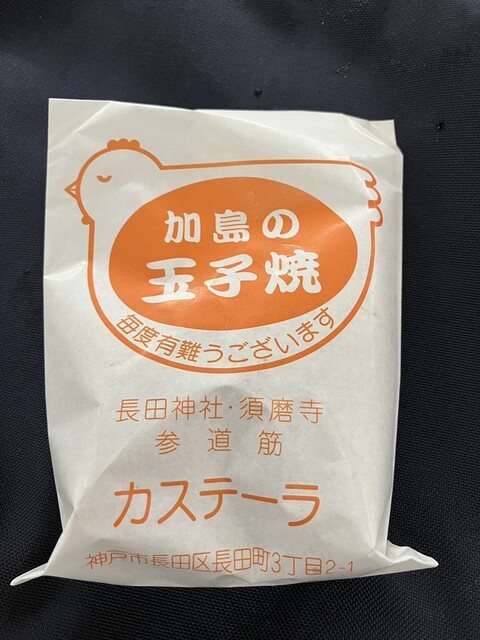 加島の
玉子焼
毎度有難うございます
長田神社・須磨寺
参道筋
カステーラ
神戸市長田区長田町3丁目2-1